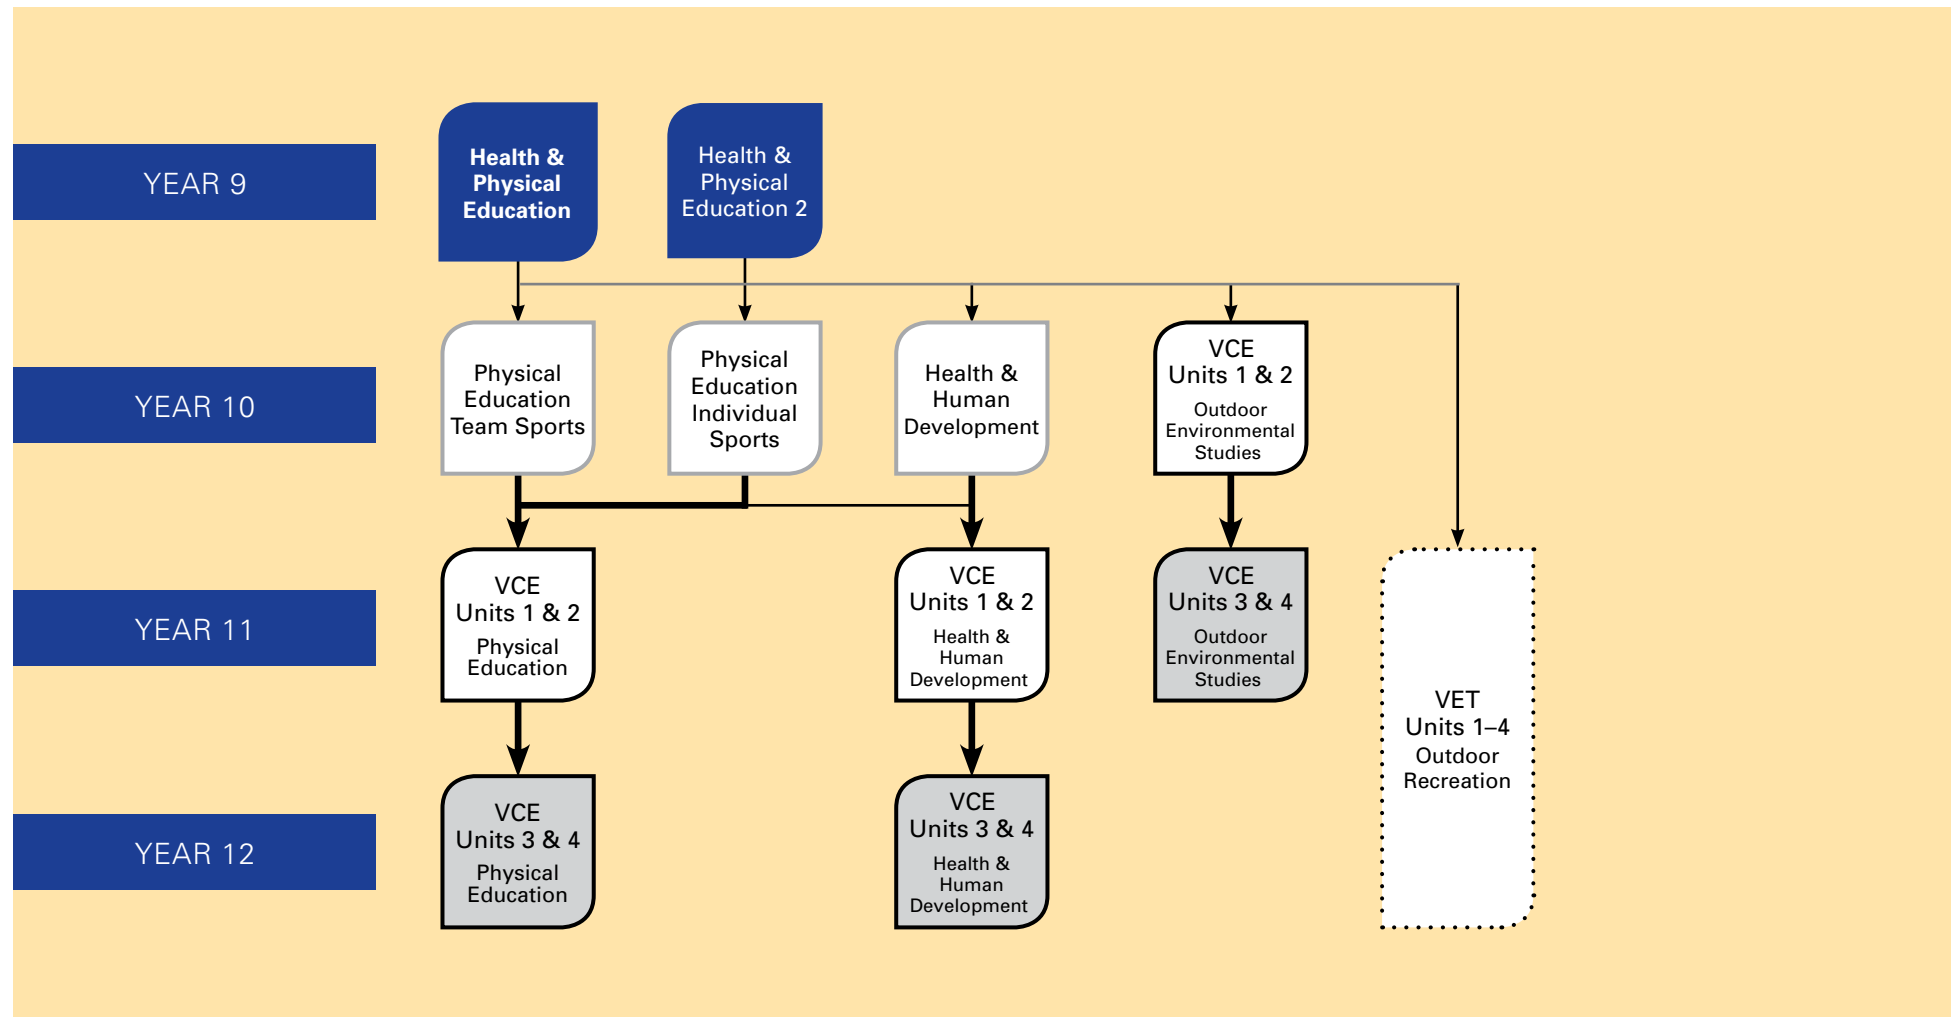 YEAR 9
Health &
Physical
Education
Health &
Physical
Education 2
YEAR 10
Physical
Education
Team Sports
Physical
Education
Individual
Sports
Health &
Human
Development
VCE
Units 1 & 2
Outdoor
Environmental
Studies
YEAR 11
VCE
Units 1 & 2
Physical
Education
VCE
Units 1 & 2
Health &
Human
Development
VCE
Units 3 & 4
Outdoor
Environmental
Studies
VET
Units 1–4
Outdoor
Recreation
YEAR 12
VCE
Units 3 & 4
Physical
Education
VCE
Units 3 & 4
Health &
Human
Development